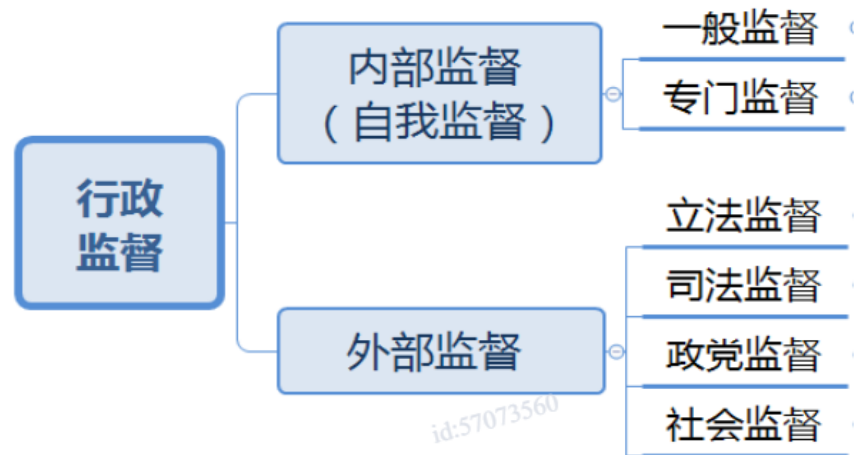 一般监督
内部监督
（自我监督）
专门监督
行政
监督
立法监督
司法监督
外部监督
政党监督
社会监督
id:57073560